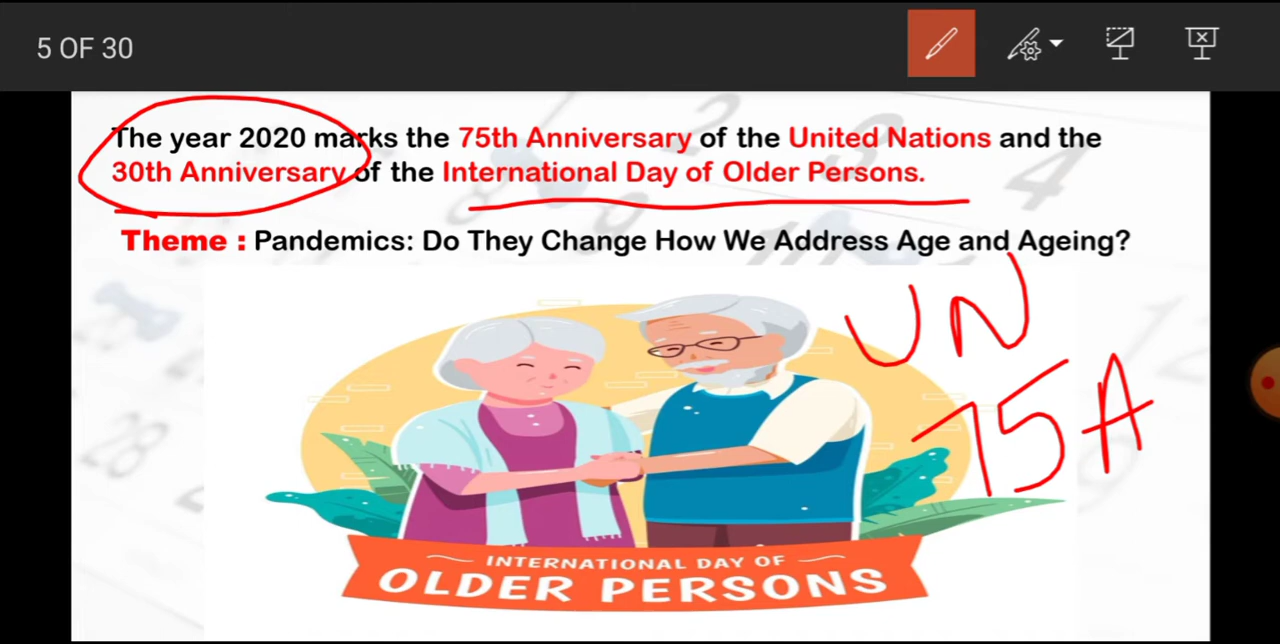 5 OF 30
The year 2020 marks the 75th Anniversary of the United Nations and the
30th Anniversary of the International Day of Older Persons.
Theme : Pandemics: Do They Change How We Address Age and Ageing?
UN
75 A
INTERNATIONAL DAY OF
OLDER PERSONS